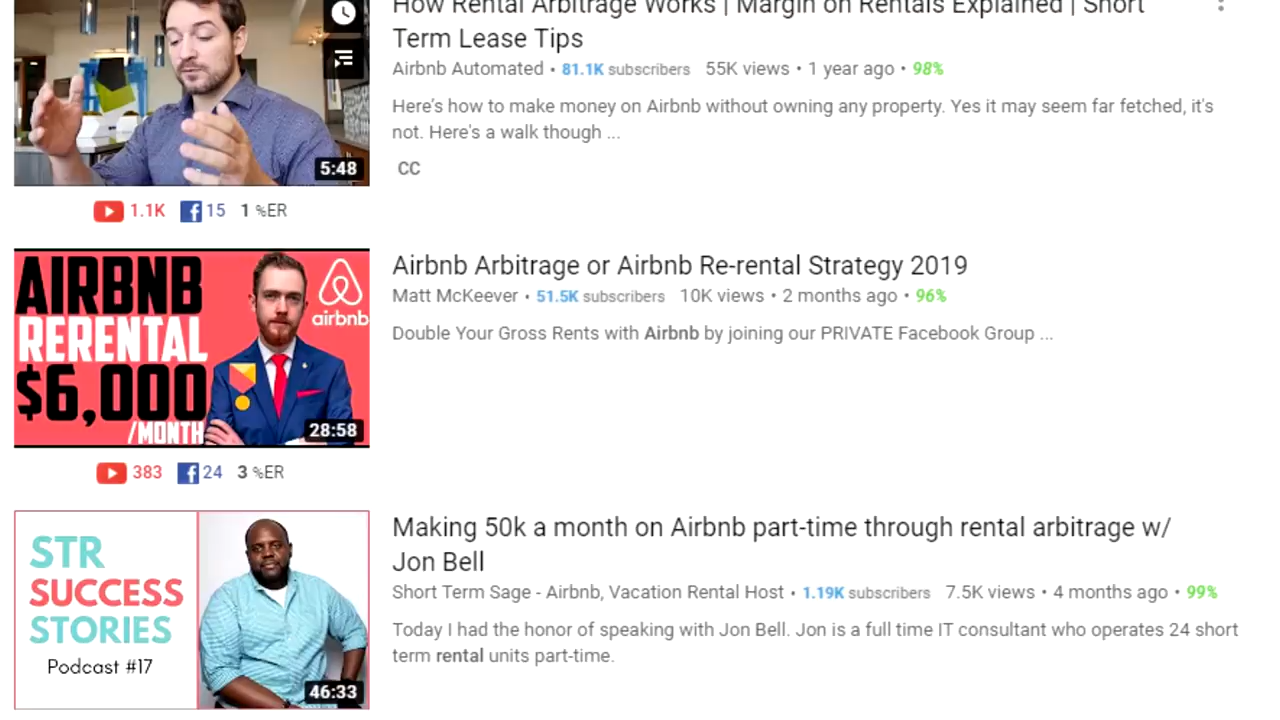 How Rental Arbitrage Works | Margin on Rentals Explained | Short
Term Lease Tips
Airbnb Automated • 81.1K subscribers 55K views • 1 year ago • 98%
Here's how to make money on Airbnb without owning any property. Yes it may seem far fetched, it's
not. Here's a walk though ...
CC
5:48
1.1K 15 1 %ER
AIRBNB
RERENTAL
$6,000
/MONTH
airbnb
28:58
Airbnb Arbitrage or Airbnb Re-rental Strategy 2019
Matt McKeever • 51.5K subscribers 10K views • 2 months ago • 96%
Double Your Gross Rents with Airbnb by joining our PRIVATE Facebook Group ...
383 24 3 %ER
STR
SUCCESS
STORIES
Podcast #17
46:33
Making 50k a month on Airbnb part-time through rental arbitrage w/
Jon Bell
Short Term Sage - Airbnb, Vacation Rental Host • 1.19K subscribers 7.5K views • 4 months ago • 99%
Today I had the honor of speaking with Jon Bell. Jon is a full time IT consultant who operates 24 short
term rental units part-time.